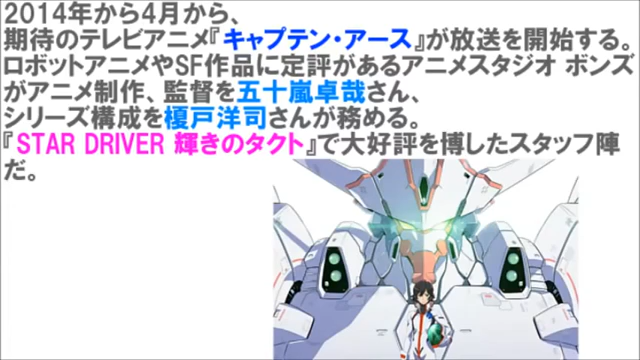 2014年から4月から、
期待のテレビアニメ『キャプテン・アース』が放送を開始する。
ロボットアニメやSF作品に定評があるアニメスタジオ ボンズ
がアニメ制作、監督を五十嵐卓哉さん、
シリーズ構成を榎戸洋司さんが務める。
『STAR DRIVER 輝きのタクト』で大好評を博したスタッフ陣
だ。